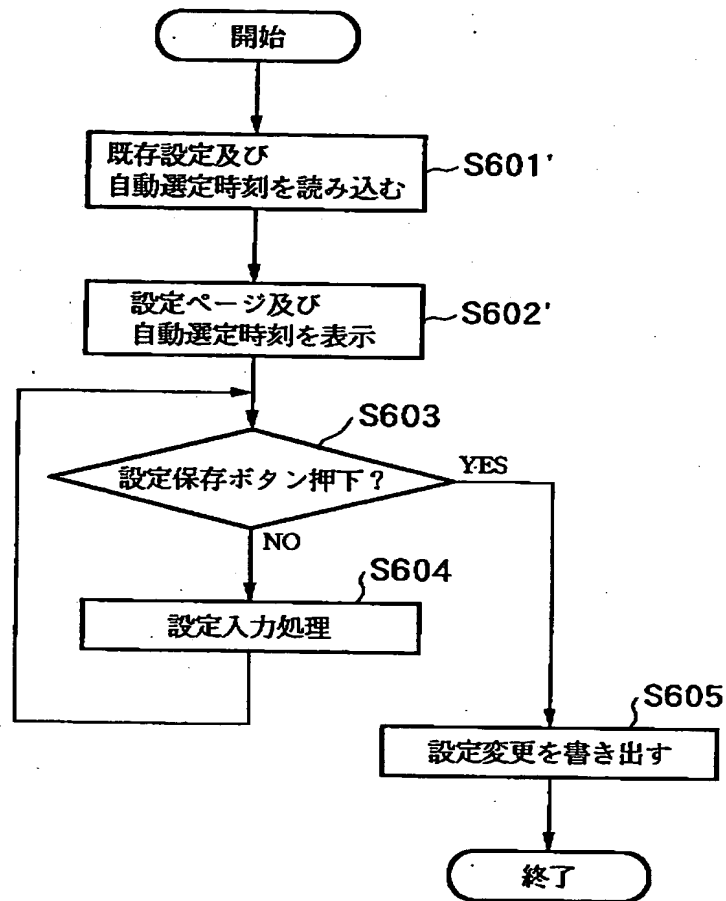 開始
既存設定及び
自動選定時刻を読み込む
S601'
設定ページ及び
自動選定時刻を表示
S602'
S603
設定保存ボタン押下？
YES
NO
S604
設定入力処理
S605
設定変更を書き出す
終了